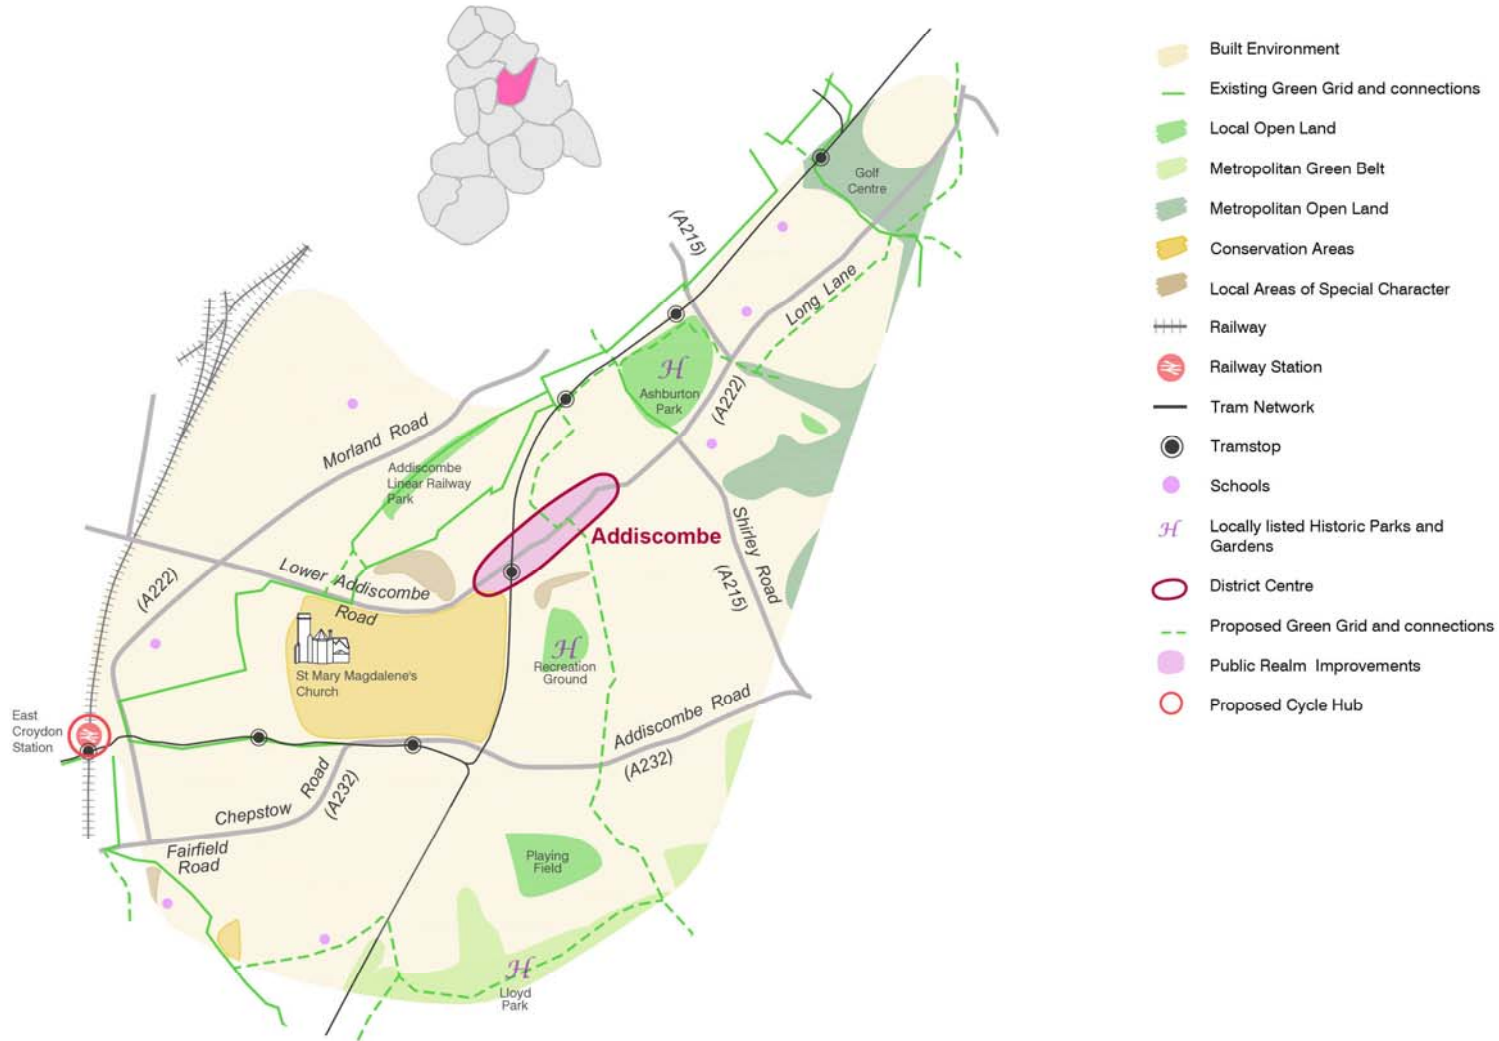 Golf
Centre
(A215)
Long Lane
H
Ashburton
Park
(A222)
Morland Road
Addiscombe
Linear Railway
Park
Addiscombe
Shirley Road
(A215)
Lower Addiscombe
Road
(A222)
St Mary Magdalene's
Church
H
Recreation
Ground
East
Croydon
Station
Addiscombe Road
(A232)
Chepstow Road
(A232)
Fairfield
Road
Playing
Field
H
Lloyd
Park
Built Environment
Existing Green Grid and connections
Local Open Land
Metropolitan Green Belt
Metropolitan Open Land
Conservation Areas
Local Areas of Special Character
Railway
Railway Station
Tram Network
Tramstop
Schools
H
Locally listed Historic Parks and
Gardens
District Centre
Proposed Green Grid and connections
Public Realm Improvements
Proposed Cycle Hub